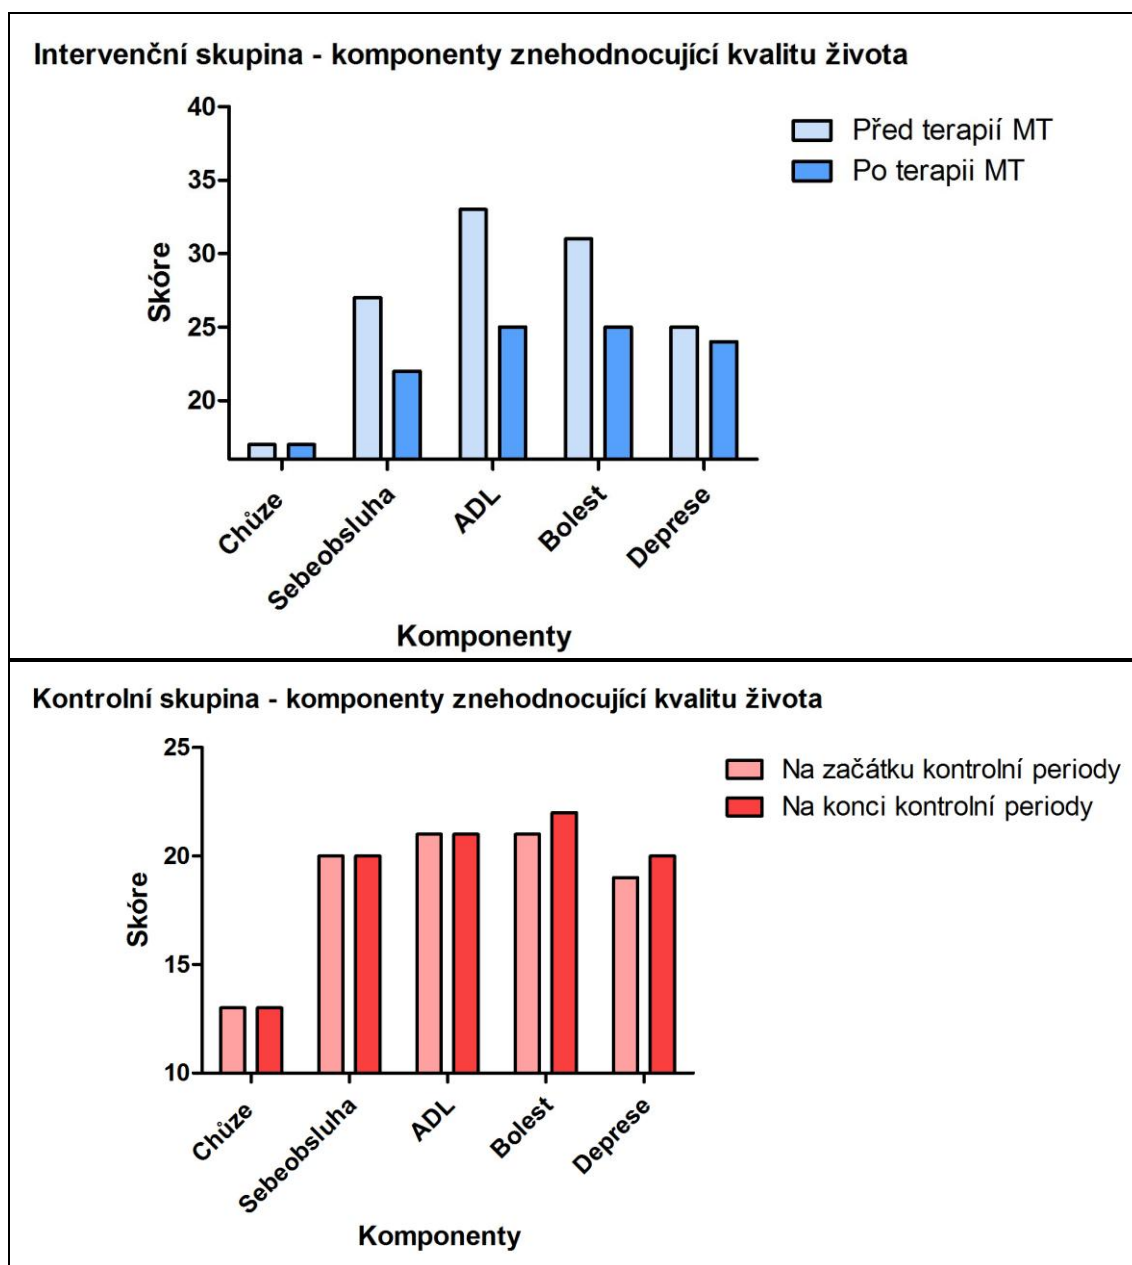 Intervenční skupina - komponenty znehodnocující kvalitu života
40
35
30
25
20
Skóre
Před terapií MT
Po terapii MT
Chůze
Sebeobsluha
ADL
Bolest
Deprese
Komponenty
Kontrolní skupina - komponenty znehodnocující kvalitu života
25
20
15
10
Skóre
Na začátku kontrolní periody
Na konci kontrolní periody
Chůze
Sebeobsluha
ADL
Bolest
Deprese
Komponenty